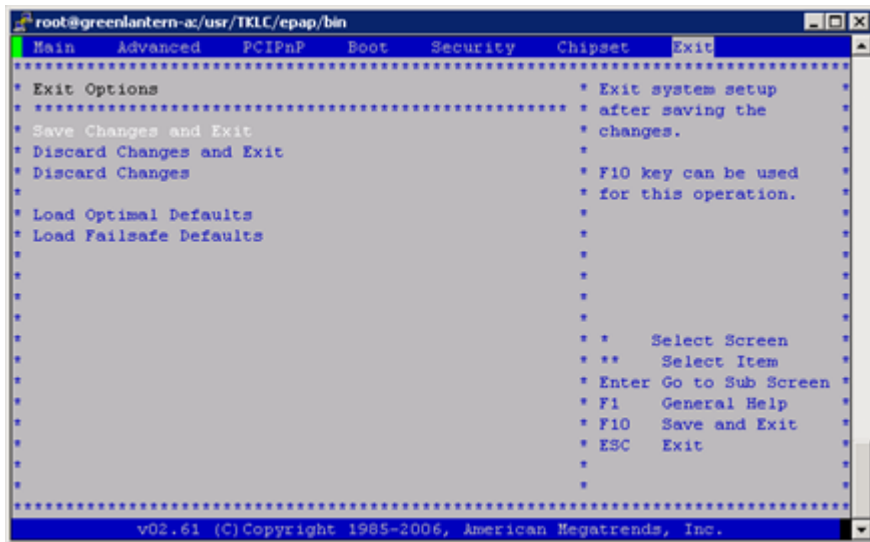 root@greenlantern-a:/usr/TKLC/epap/bin
Main Advanced PCIPnP Boot Security Chipset Exit
Exit Options
Save Changes and Exit
Discard Changes and Exit
Discard Changes
Load Optimal Defaults
Load Failsafe Defaults
Exit system setup
after saving the
changes.
F10 key can be used
for this operation.
* Select Screen
** Select Item
Enter Go to Sub Screen
F1 General Help
F10 Save and Exit
ESC Exit
v02.61 (C)Copyright 1985-2006, American Megatrends, Inc.